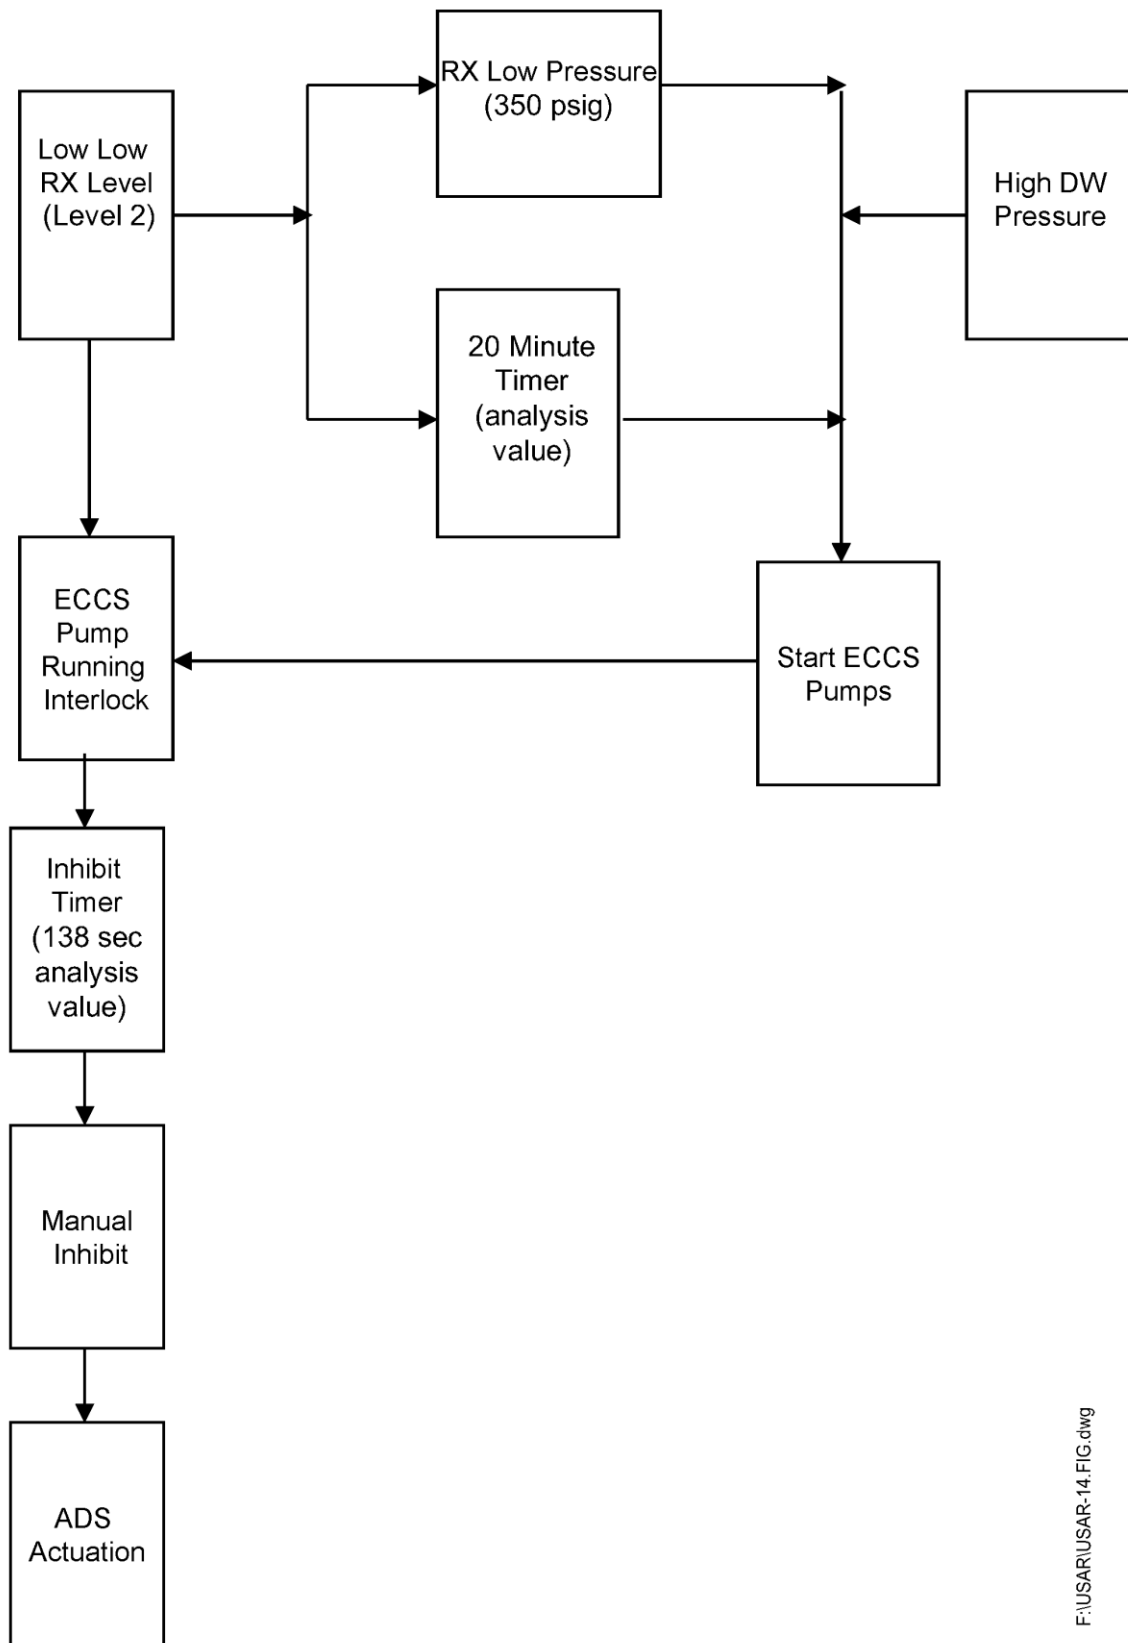 RX Low Pressure
(350 psig)
Low Low
RX Level
(Level 2)
High DW
Pressure
20 Minute
Timer
(analysis
value)
ECCS
Pump
Running
Interlock
Start ECCS
Pumps
Inhibit
Timer
(138 sec
analysis
value)
Manual
Inhibit
ADS
Actuation
F:\USAR\USAR-14.FIG.dwg